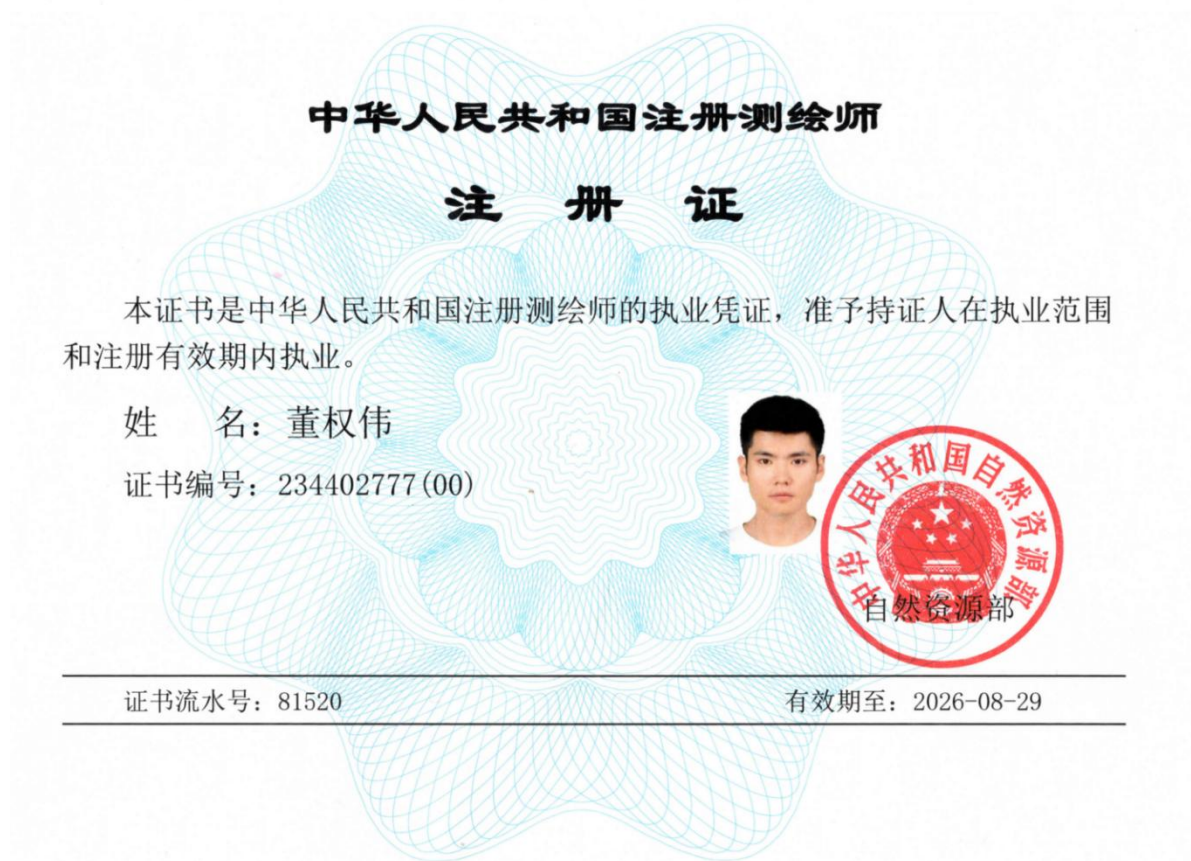 中华人民共和国注册测绘师
注 册 证
本证书是中华人民共和国注册测绘师的执业凭证，准予持证人在执业范围
和注册有效期内执业。
姓 名：董权伟
证书编号：234402777(00)
中华人民共和国自然资源部
自然资源部
证书流水号：81520
有效期至：2026-08-29